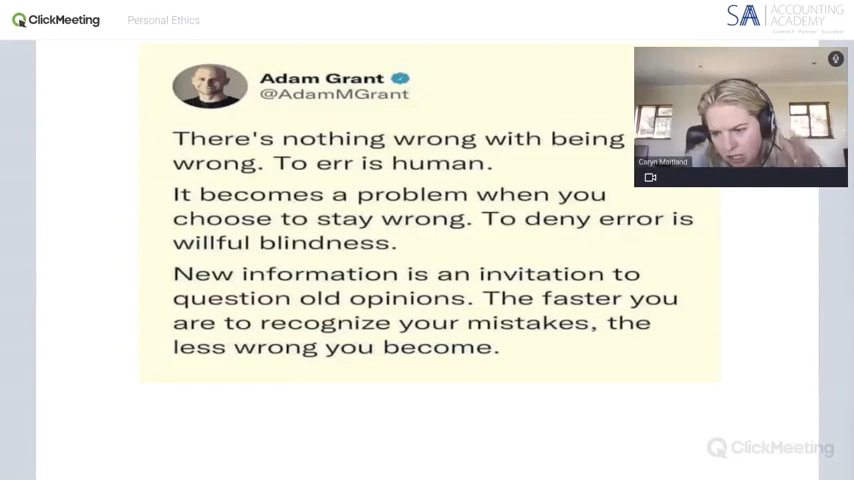 ClickMeeting
Personal Ethics
SA ACCOUNTING
ACADEMY
Adam Grant
@AdamMGrant
There's nothing wrong with being
wrong. To err is human.
It becomes a problem when you
choose to stay wrong. To deny error is
willful blindness.
New information is an invitation to
question old opinions. The faster you
are to recognize your mistakes, the
less wrong you become.
Caryn Maitland
ClickMeeting